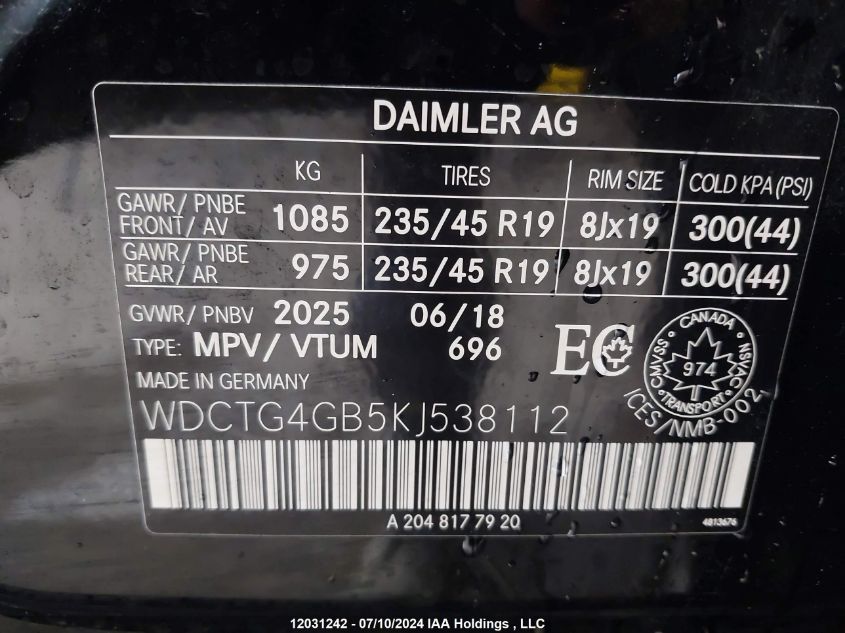 DAIMLER AG
KG TIRES RIM SIZE COLD KPA (PSI)
GAWR/ PNBE FRONT/ AV 1085 235/45 R19 8Jx19 300(44)
GAWR/ PNBE REAR/ AR 975 235/45 R19 8Jx19 300(44)
GVWR/ PNBV 2025 06/18
TYPE: MPV/ VTUM 696
EC
CANADA
CMVSS 974 NSVAC
TRANSPORT
ICES/NMB-002
MADE IN GERMANY
WDCTG4GB5KJ538112
A 204 817 79 20
4813676
12031242 - 07/10/2024 IAA Holdings , LLC